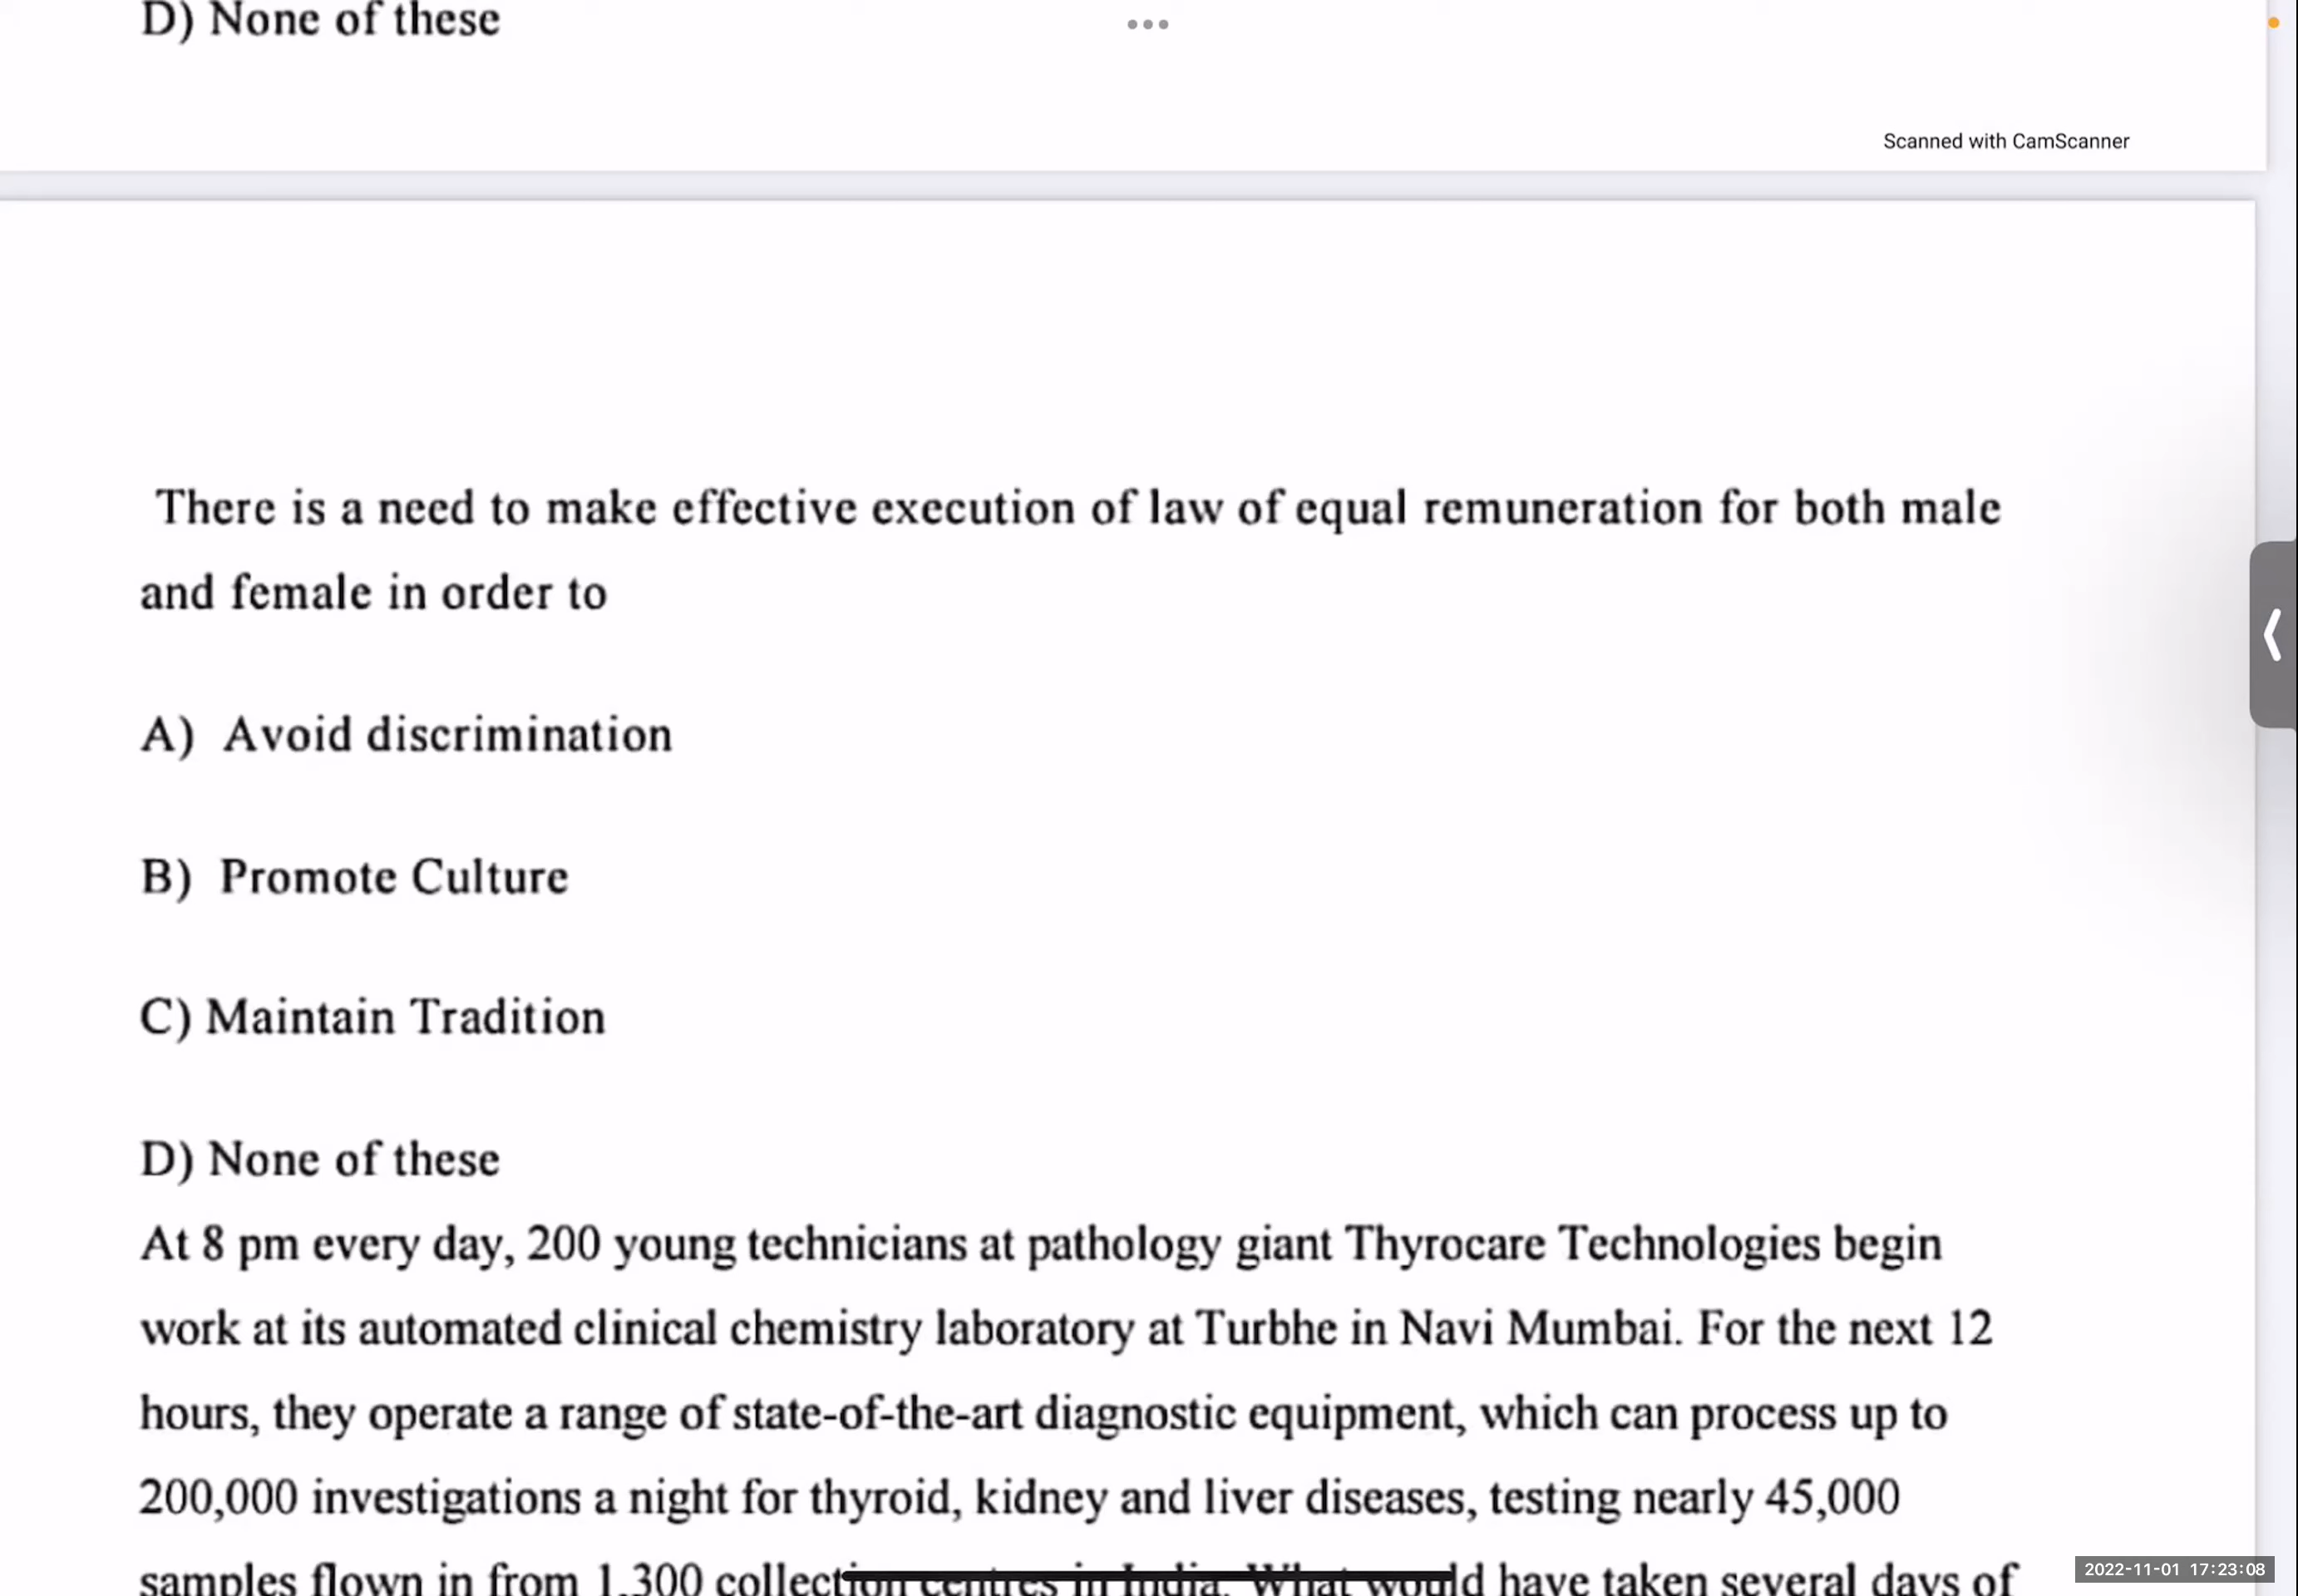 D) None of these
Scanned with CamScanner
There is a need to make effective execution of law of equal remuneration for both male
and female in order to
A) Avoid discrimination
B) Promote Culture
C) Maintain Tradition
D) None of these
At 8 pm every day, 200 young technicians at pathology giant Thyrocare Technologies begin
work at its automated clinical chemistry laboratory at Turbhe in Navi Mumbai. For the next 12
hours, they operate a range of state-of-the-art diagnostic equipment, which can process up to
200,000 investigations a night for thyroid, kidney and liver diseases, testing nearly 45,000
samples flown in from 1,300 collection centres in India. What would have taken several days of
2022-11-01 17:23:08